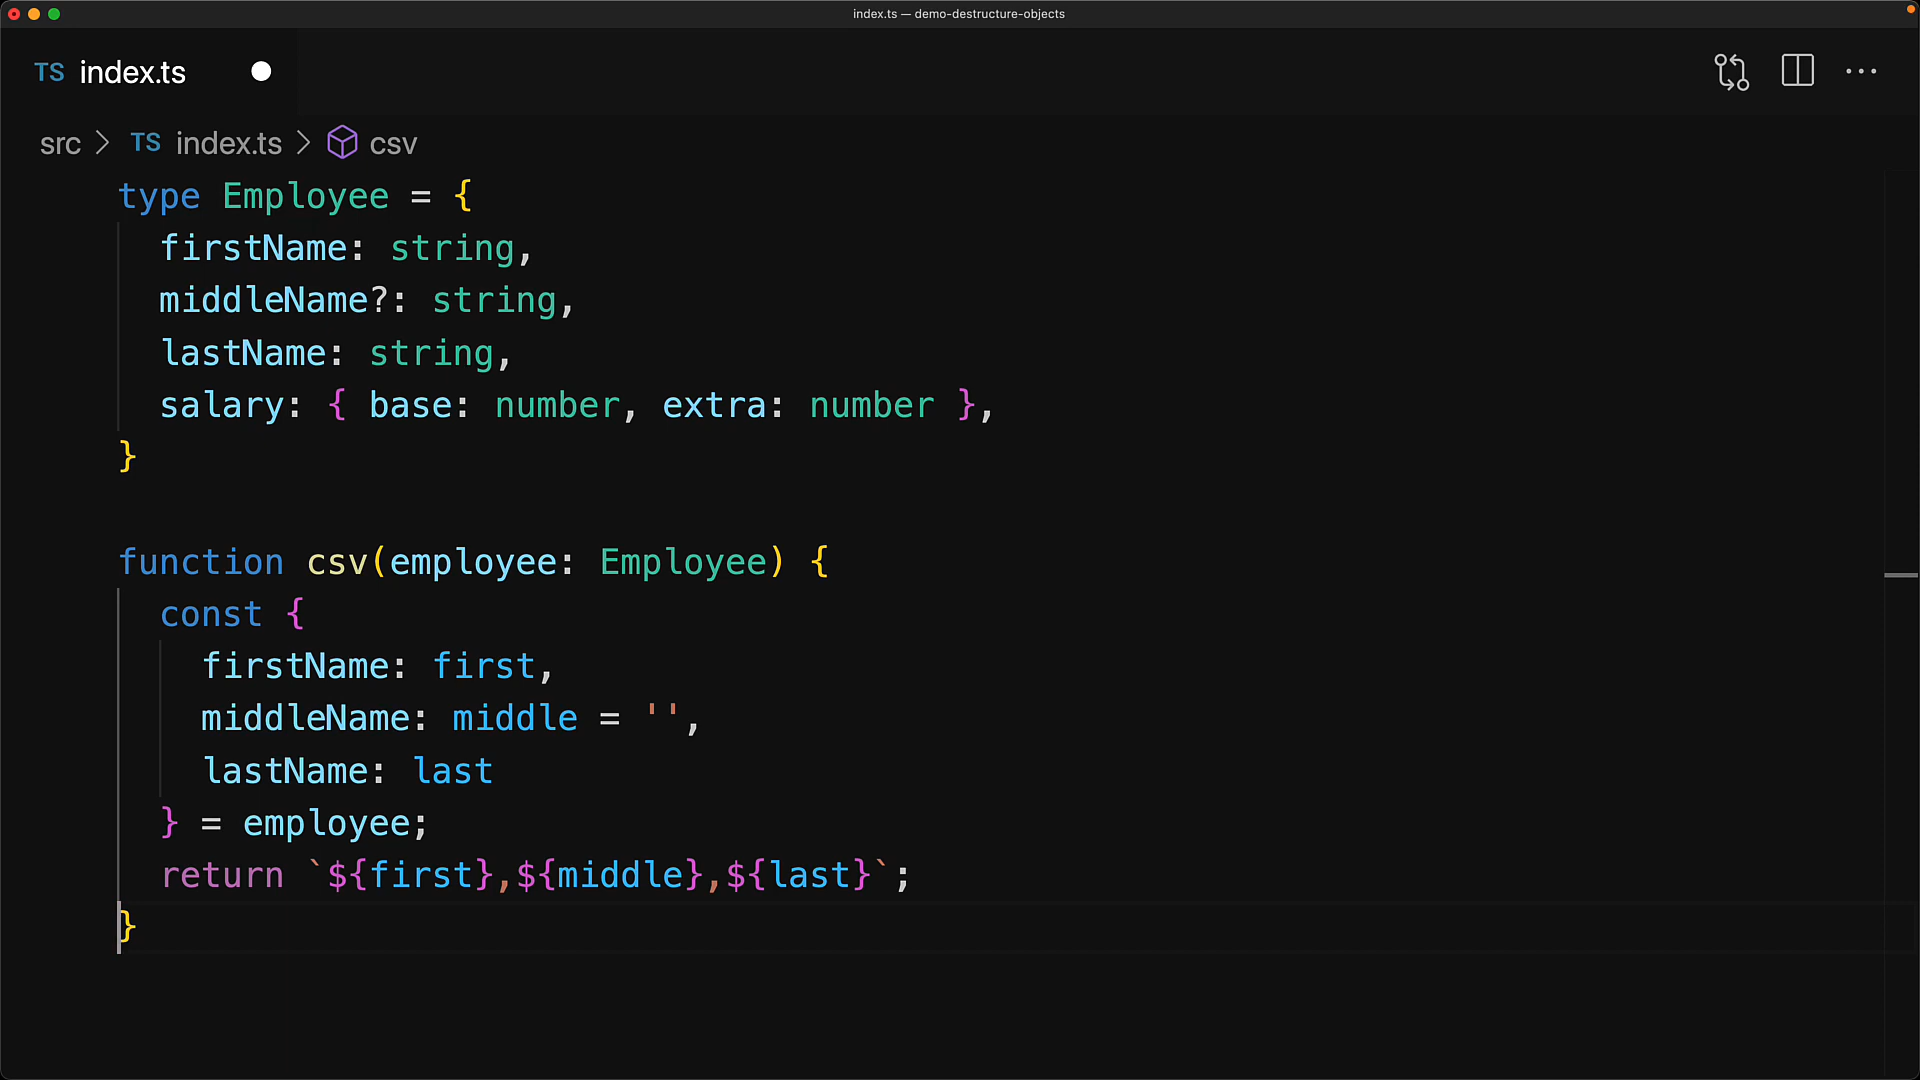 index.ts — demo-destructure-objects
TS index.ts
src > TS index.ts > csv
type Employee = {
  firstName: string,
  middleName?: string,
  lastName: string,
  salary: { base: number, extra: number },
}

function csv(employee: Employee) {
  const {
    firstName: first,
    middleName: middle = '',
    lastName: last
  } = employee;
  return `${first},${middle},${last}`;
}